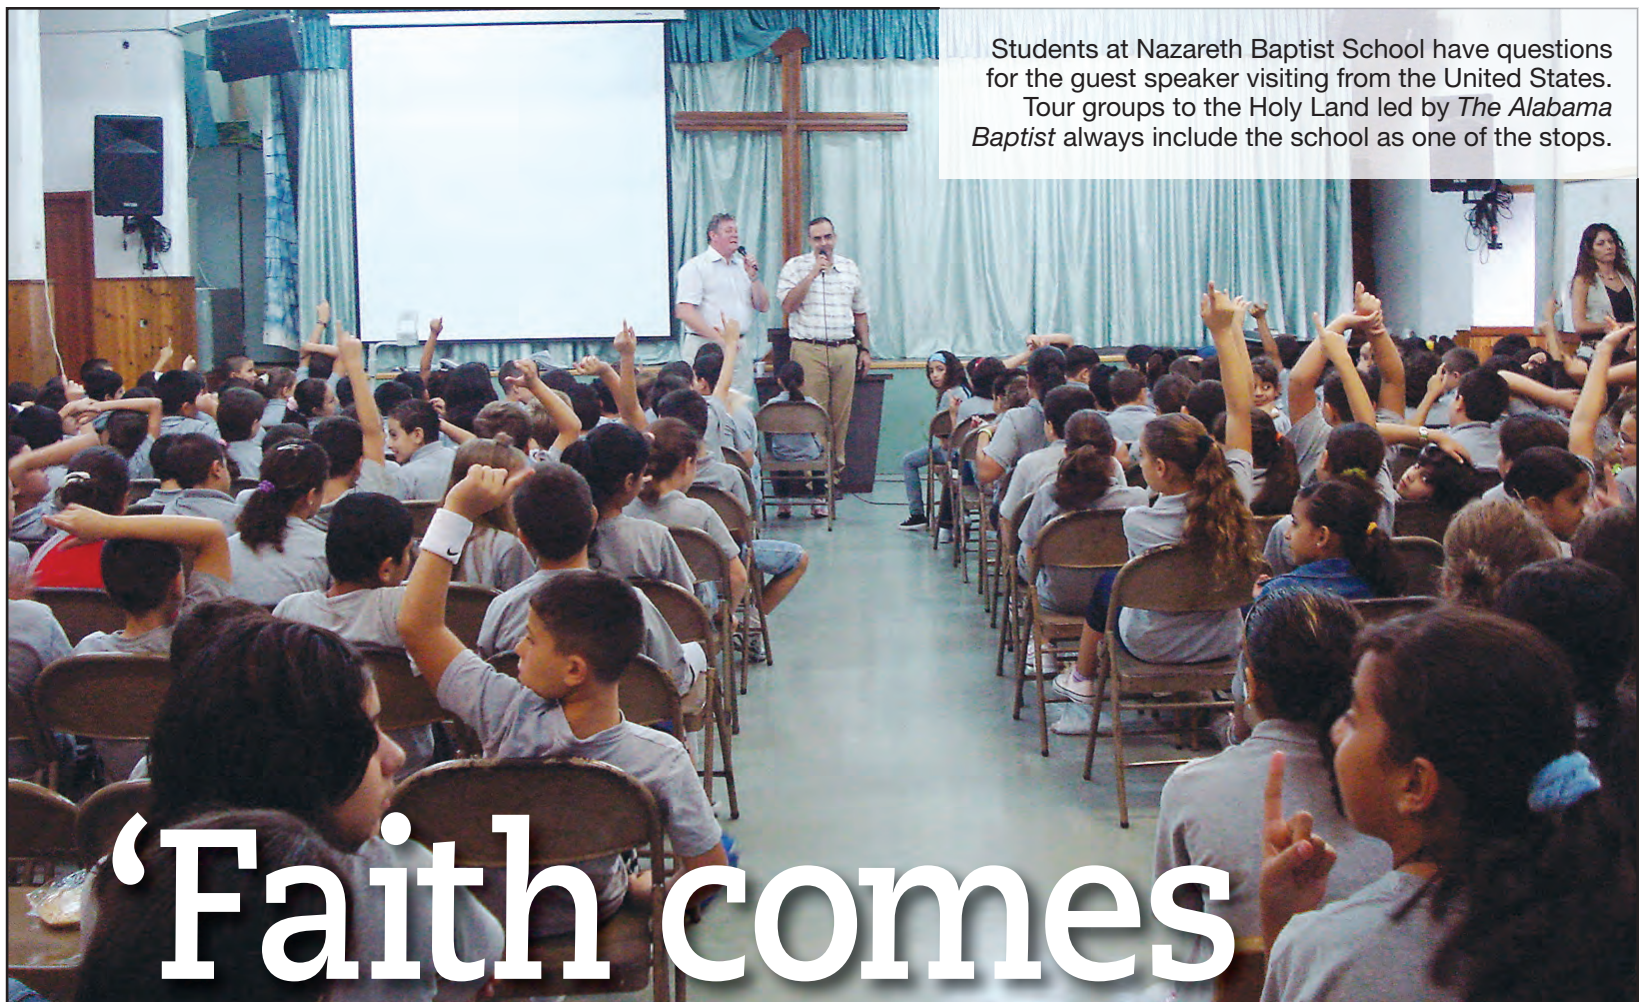 Students at Nazareth Baptist School have questions
for the guest speaker visiting from the United States.
Tour groups to the Holy Land led by The Alabama
Baptist always include the school as one of the stops.
‘Faith comes